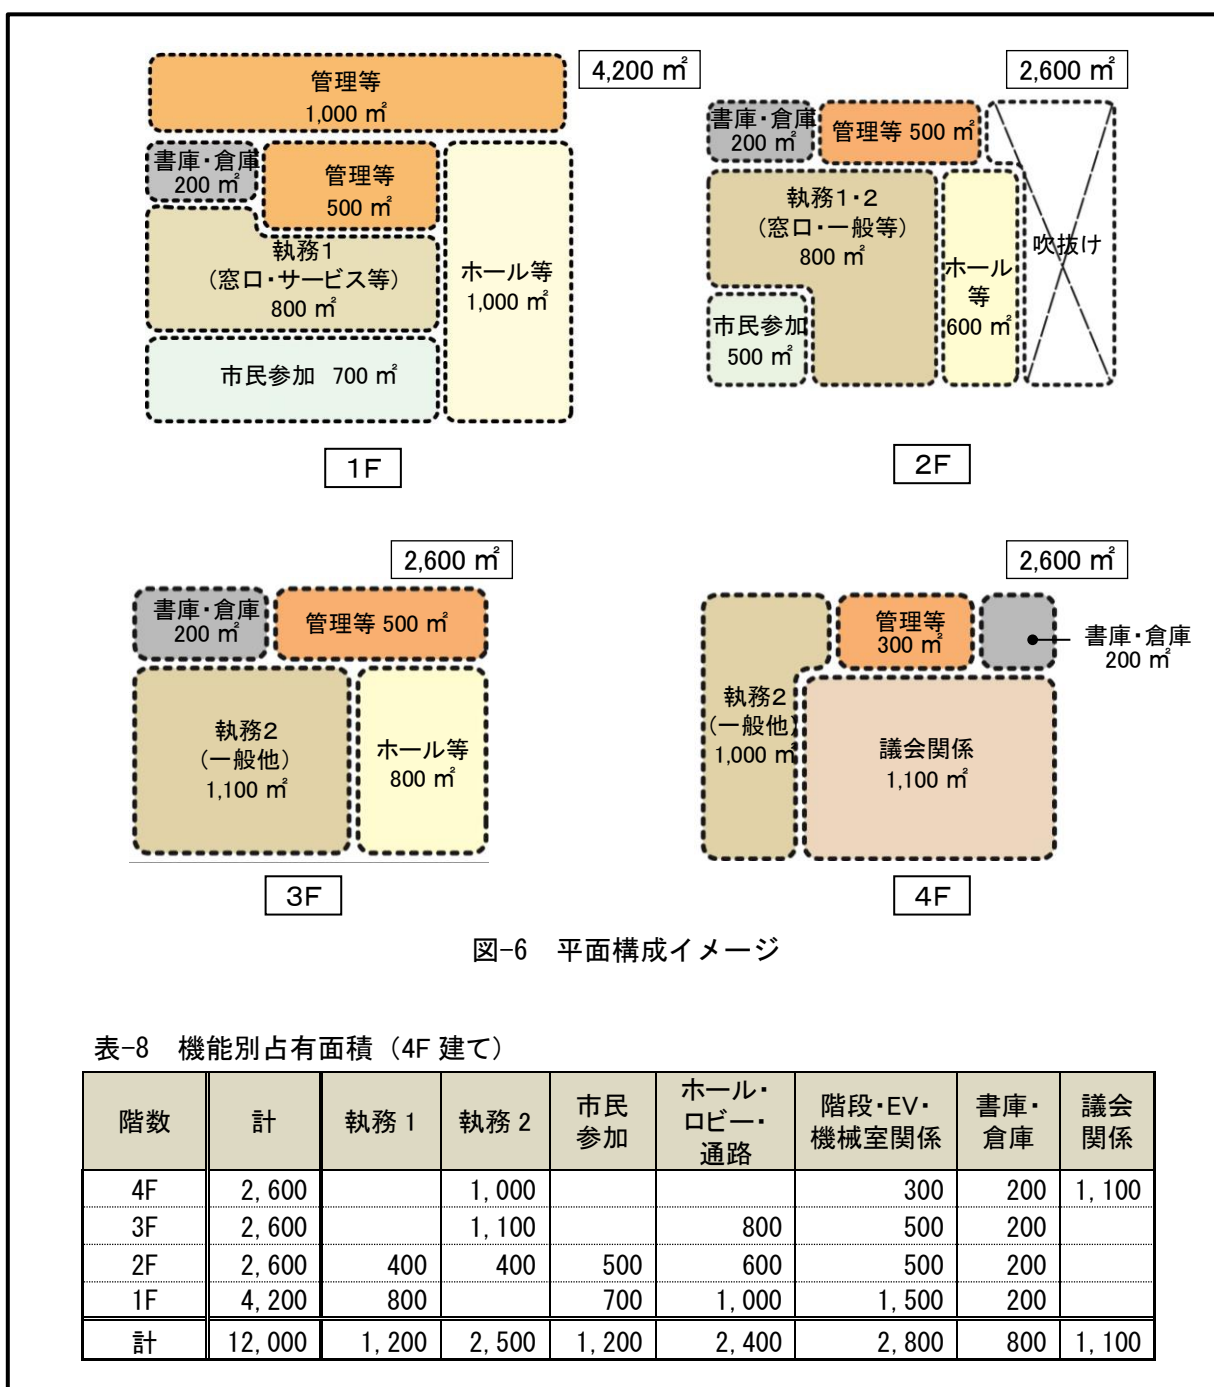 4,200 ㎡
管理等
1,000 ㎡
書庫・倉庫
200 ㎡
管理等
500 ㎡
執務1
（窓口・サービス等）
800 ㎡
ホール等
1,000 ㎡
市民参加 700 ㎡
1F
2,600 ㎡
書庫・倉庫
200 ㎡
管理等 500 ㎡
執務1・2
（窓口・一般等）
800 ㎡
ホール
等
600 ㎡
吹抜け
市民参加
500 ㎡
2F
2,600 ㎡
書庫・倉庫
200 ㎡
管理等 500 ㎡
執務2
（一般他）
1,100 ㎡
ホール等
800 ㎡
3F
2,600 ㎡
管理等
300 ㎡
書庫・倉庫
200 ㎡
執務2
（一般他）
1,000 ㎡
議会関係
1,100 ㎡
4F
図-6 平面構成イメージ
表-8 機能別占有面積（4F 建て）
階数 計 執務1 執務2 市民参加 ホール・ロビー・通路 階段・EV・機械室関係 書庫・倉庫 議会関係
4F 2,600 1,000 300 200 1,100
3F 2,600 1,100 800 500 200
2F 2,600 400 400 500 600 500 200
1F 4,200 800 700 1,000 1,500 200
計 12,000 1,200 2,500 1,200 2,400 2,800 800 1,100